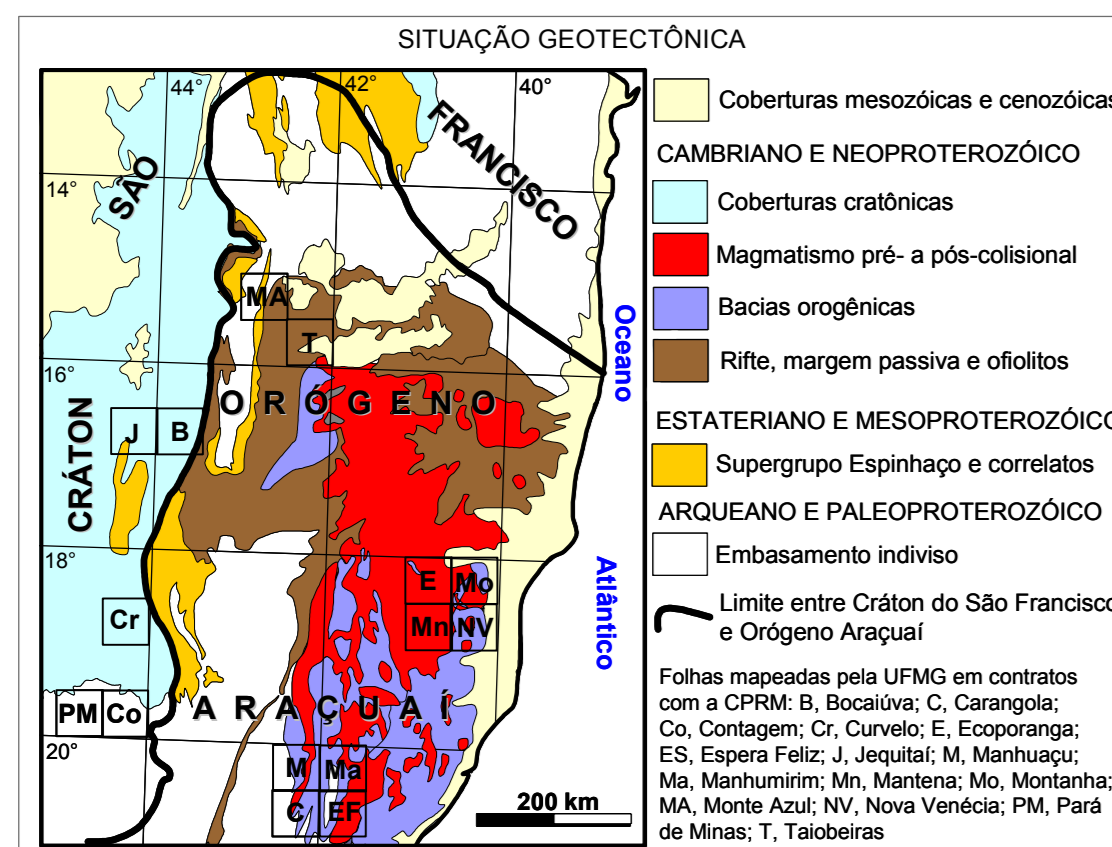 SITUAÇÃO GEOTECTÔNICA
44°
42°
40°
14°
16°
18°
20°
SÃO
FRANCISCO
CRÁTON
ORÓGENO
ARAÇUAÍ
MA
T
J
B
Cr
PM
Co
E
Mo
Mn
NV
M
Ma
C
EF
Oceano
Atlântico
200 km
Coberturas mesozóicas e cenozóicas
CAMBRIANO E NEOPROTEROZÓICO
Coberturas cratônicas
Magmatismo pré- a pós-colisional
Bacias orogênicas
Rifte, margem passiva e ofiolitos
ESTATERIANO E MESOPROTEROZÓICO
Supergrupo Espinhaço e correlatos
ARQUEANO E PALEOPROTEROZÓICO
Embasamento indiviso
Limite entre Cráton do São Francisco
e Orógeno Araçuaí
Folhas mapeadas pela UFMG em contratos
com a CPRM: B, Bocaiúva; C, Carangola;
Co, Contagem; Cr, Curvelo; E, Ecoporanga;
ES, Espera Feliz; J, Jequitaí; M, Manhuaçu;
Ma, Manhumirim; Mn, Mantena; Mo, Montanha;
MA, Monte Azul; NV, Nova Venécia; PM, Pará
de Minas; T, Taiobeiras